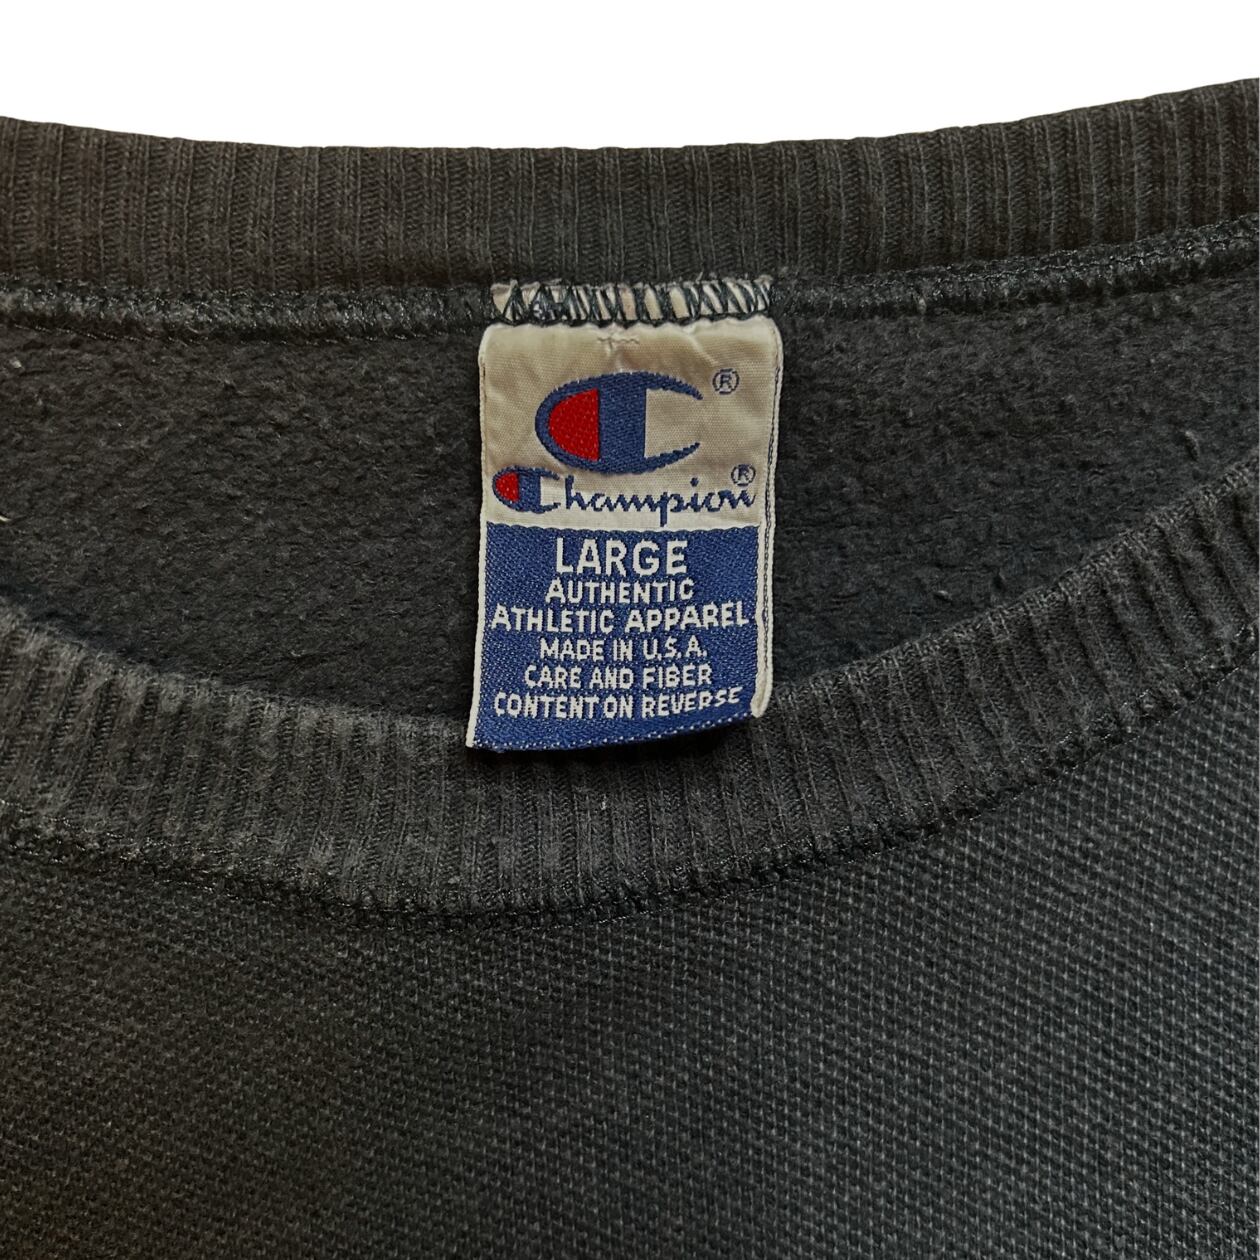 ®
Champion®
LARGE
AUTHENTIC
ATHLETIC APPAREL
MADE IN U.S.A.
CARE AND FIBER
CONTENT ON REVERSE